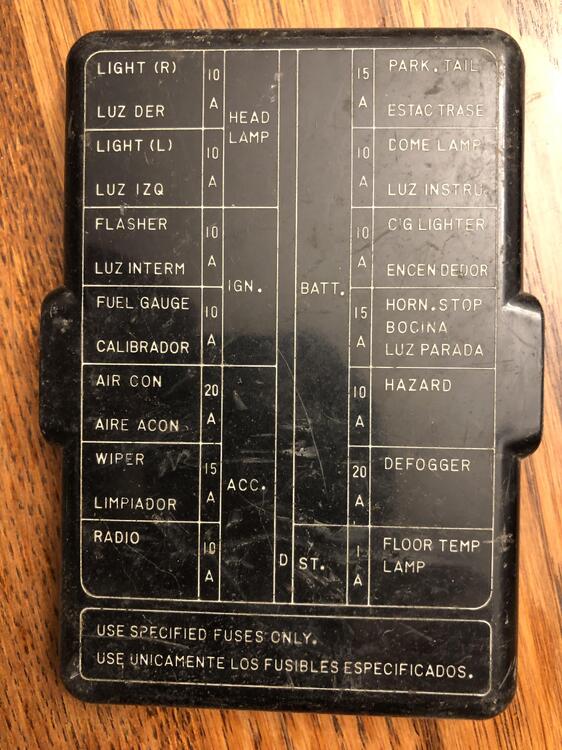 LIGHT (R)
LUZ DER
10
A
LIGHT (L)
LUZ IZQ
10
A
HEAD
LAMP
FLASHER
LUZ INTERM
10
A
FUEL GAUGE
CALIBRADOR
10
A
IGN.
AIR CON
AIRE ACON
20
A
WIPER
LIMPIADOR
15
A
RADIO
10
A
ACC.
D
BATT.
15
A
PARK. TAIL
ESTAC TRASE
10
A
DOME LAMP
LUZ INSTRU.
10
A
CIG LIGHTER
ENCENDEDOR
15
A
HORN.STOP
BOCINA
LUZ PARADA
10
A
HAZARD
20
A
DEFOGGER
ST.
1
A
FLOOR TEMP
LAMP
USE SPECIFIED FUSES ONLY.
USE UNICAMENTE LOS FUSIBLES ESPECIFICADOS.